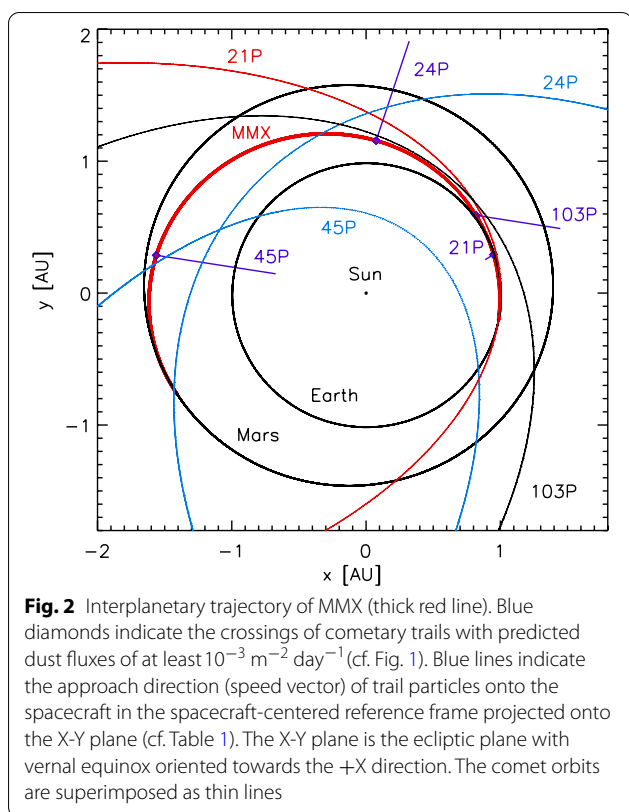 2
21P
24P
24P
MMX
1
103P
45P
45P
21P
Sun
y [AU]
0
Earth
−1
Mars
103P
−2
−1
0
1
x [AU]
Fig. 2 Interplanetary trajectory of MMX (thick red line). Blue
diamonds indicate the crossings of cometary trails with predicted
dust fluxes of at least 10⁻³ m⁻² day⁻¹ (cf. Fig. 1). Blue lines indicate
the approach direction (speed vector) of trail particles onto the
spacecraft in the spacecraft-centered reference frame projected onto
the X-Y plane (cf. Table 1). The X-Y plane is the ecliptic plane with
vernal equinox oriented towards the +X direction. The comet orbits
are superimposed as thin lines